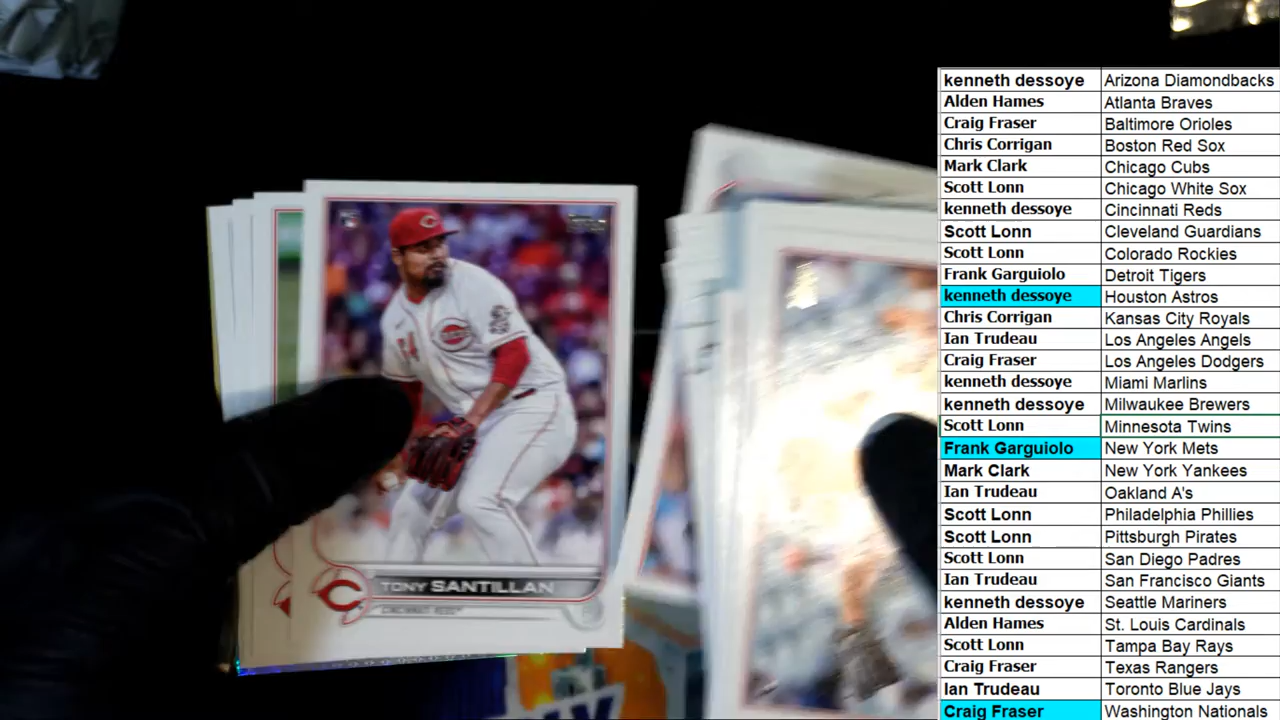 TONY SANTILLAN
CINCINNATI REDS
kenneth dessoye Arizona Diamondbacks
Alden Hames Atlanta Braves
Craig Fraser Baltimore Orioles
Chris Corrigan Boston Red Sox
Mark Clark Chicago Cubs
Scott Lonn Chicago White Sox
kenneth dessoye Cincinnati Reds
Scott Lonn Cleveland Guardians
Scott Lonn Colorado Rockies
Frank Garguiolo Detroit Tigers
kenneth dessoye Houston Astros
Chris Corrigan Kansas City Royals
Ian Trudeau Los Angeles Angels
Craig Fraser Los Angeles Dodgers
kenneth dessoye Miami Marlins
kenneth dessoye Milwaukee Brewers
Scott Lonn Minnesota Twins
Frank Garguiolo New York Mets
Mark Clark New York Yankees
Ian Trudeau Oakland A's
Scott Lonn Philadelphia Phillies
Scott Lonn Pittsburgh Pirates
Scott Lonn San Diego Padres
Ian Trudeau San Francisco Giants
kenneth dessoye Seattle Mariners
Alden Hames St. Louis Cardinals
Scott Lonn Tampa Bay Rays
Craig Fraser Texas Rangers
Ian Trudeau Toronto Blue Jays
Craig Fraser Washington Nationals